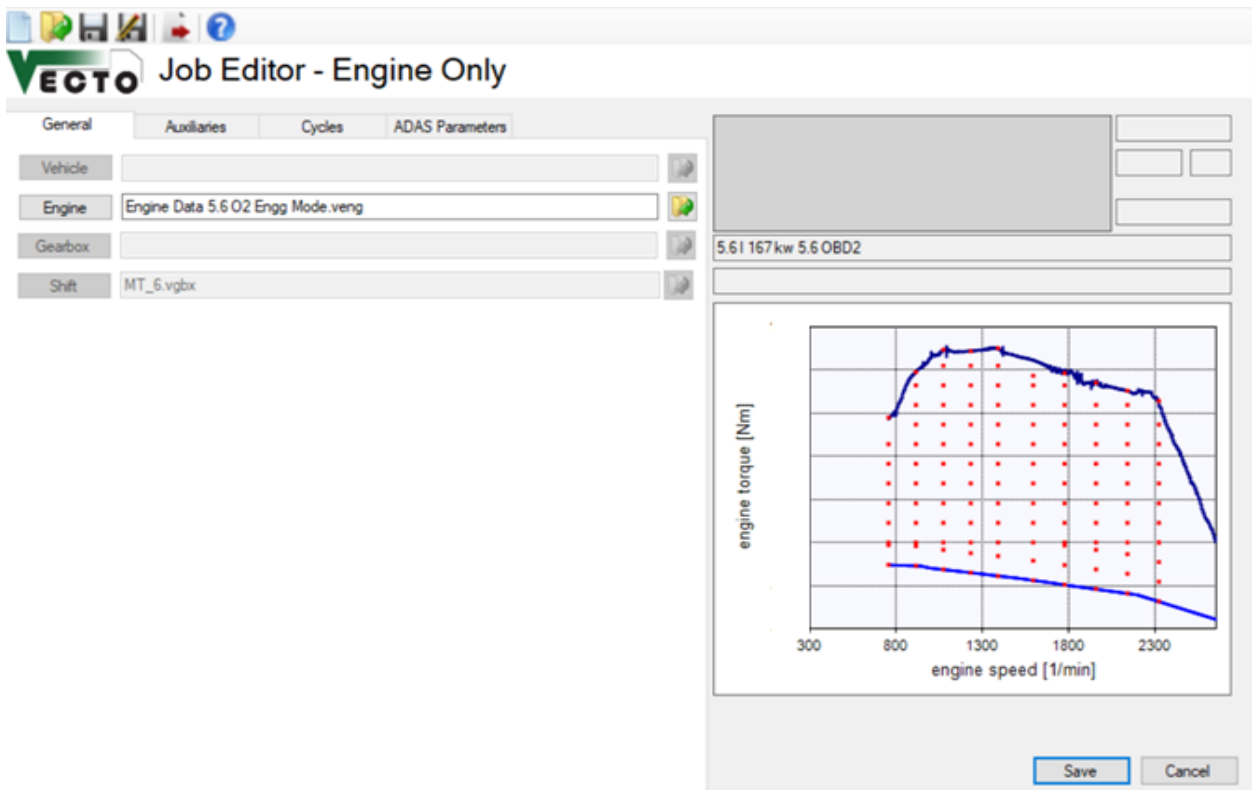 VECTO Job Editor - Engine Only
General Auxiliaries Cycles ADAS Parameters
Vehicle
Engine Engine Data 5.6 O2 Engg Mode.veng
Gearbox
Shift MT_6.vgbx
5.6 l 167 kw 5.6 OBD2
engine torque [Nm]
300 800 1300 1800 2300
engine speed [1/min]
Save Cancel